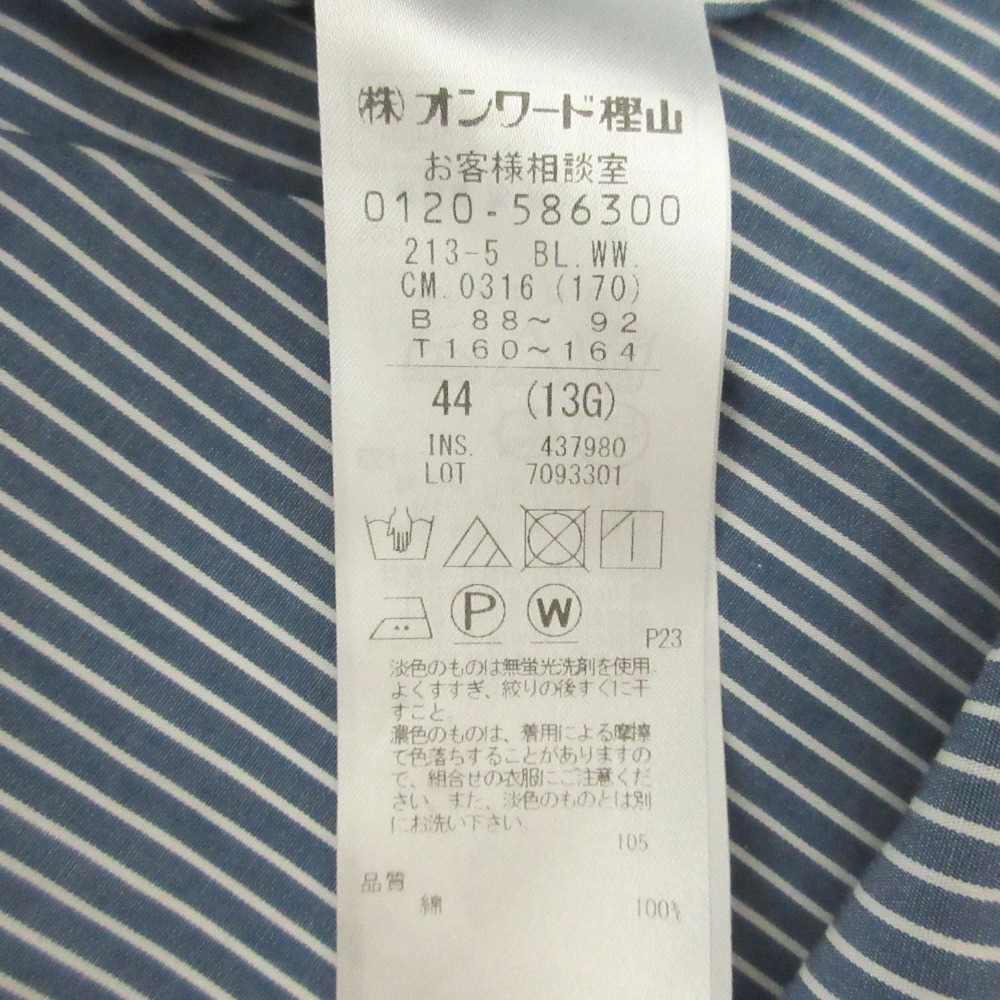 ㈱オンワード樫山
お客様相談室
0120-586300
213-5 BL.WW.
CM.0316 (170)
B 88～ 92
T160～164
44 (13G)
INS. 437980
LOT 7093301
P
W
P23
淡色のものは無蛍光洗剤を使用.
よくすすぎ、絞りの後すぐに干
すこと。
濃色のものは、着用による摩擦
で色落ちすることがありますの
で、組合せの衣服にご注意くだ
さい。また、淡色のものとは別
にお洗い下さい.
105
品質
綿 100%